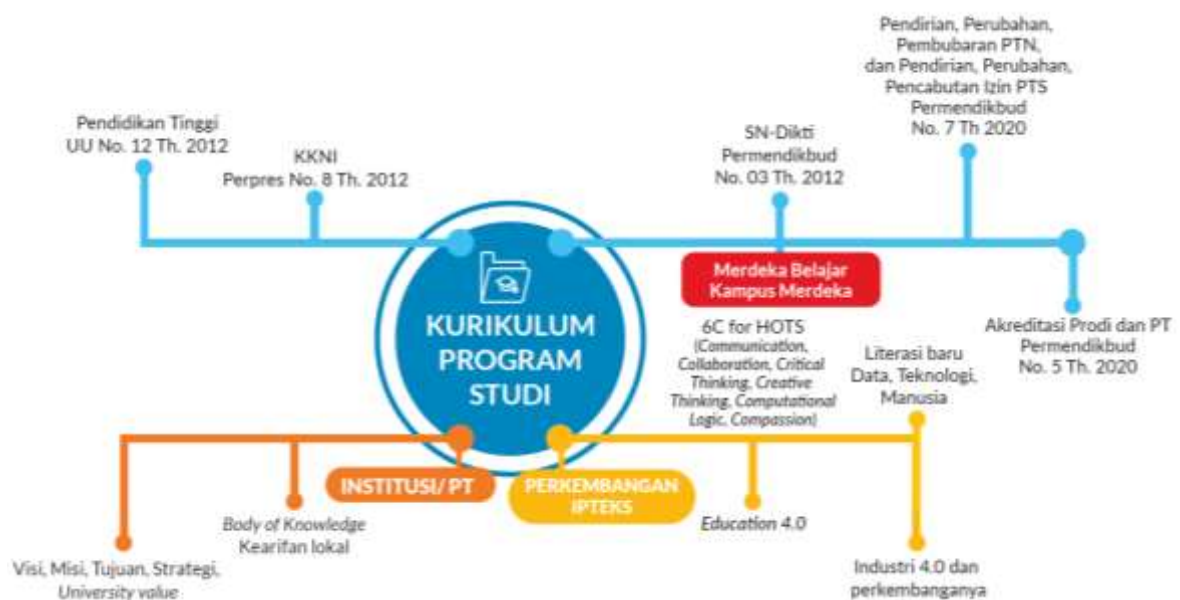 Pendirian, Perubahan,
Pembubaran PTN,
dan Pendirian, Perubahan,
Pencabutan Izin PTS
Permendikbud
No. 7 Th 2020
Pendidikan Tinggi
UU No. 12 Th. 2012
KKNI
Perpres No. 8 Th. 2012
SN-Dikti
Permendikbud
No. 03 Th. 2012
Merdeka Belajar
Kampus Merdeka
KURIKULUM
PROGRAM
STUDI
6C for HOTS
(Communication,
Collaboration, Critical
Thinking, Creative
Thinking, Computational
Logic, Compassion)
Literasi baru
Data, Teknologi,
Manusia
Akreditasi Prodi dan PT
Permendikbud
No. 5 Th. 2020
INSTITUSI/ PT
PERKEMBANGAN
IPTEKS
Body of Knowledge
Kearifan lokal
Education 4.0
Visi, Misi, Tujuan, Strategi,
University value
Industri 4.0 dan
perkembanganya